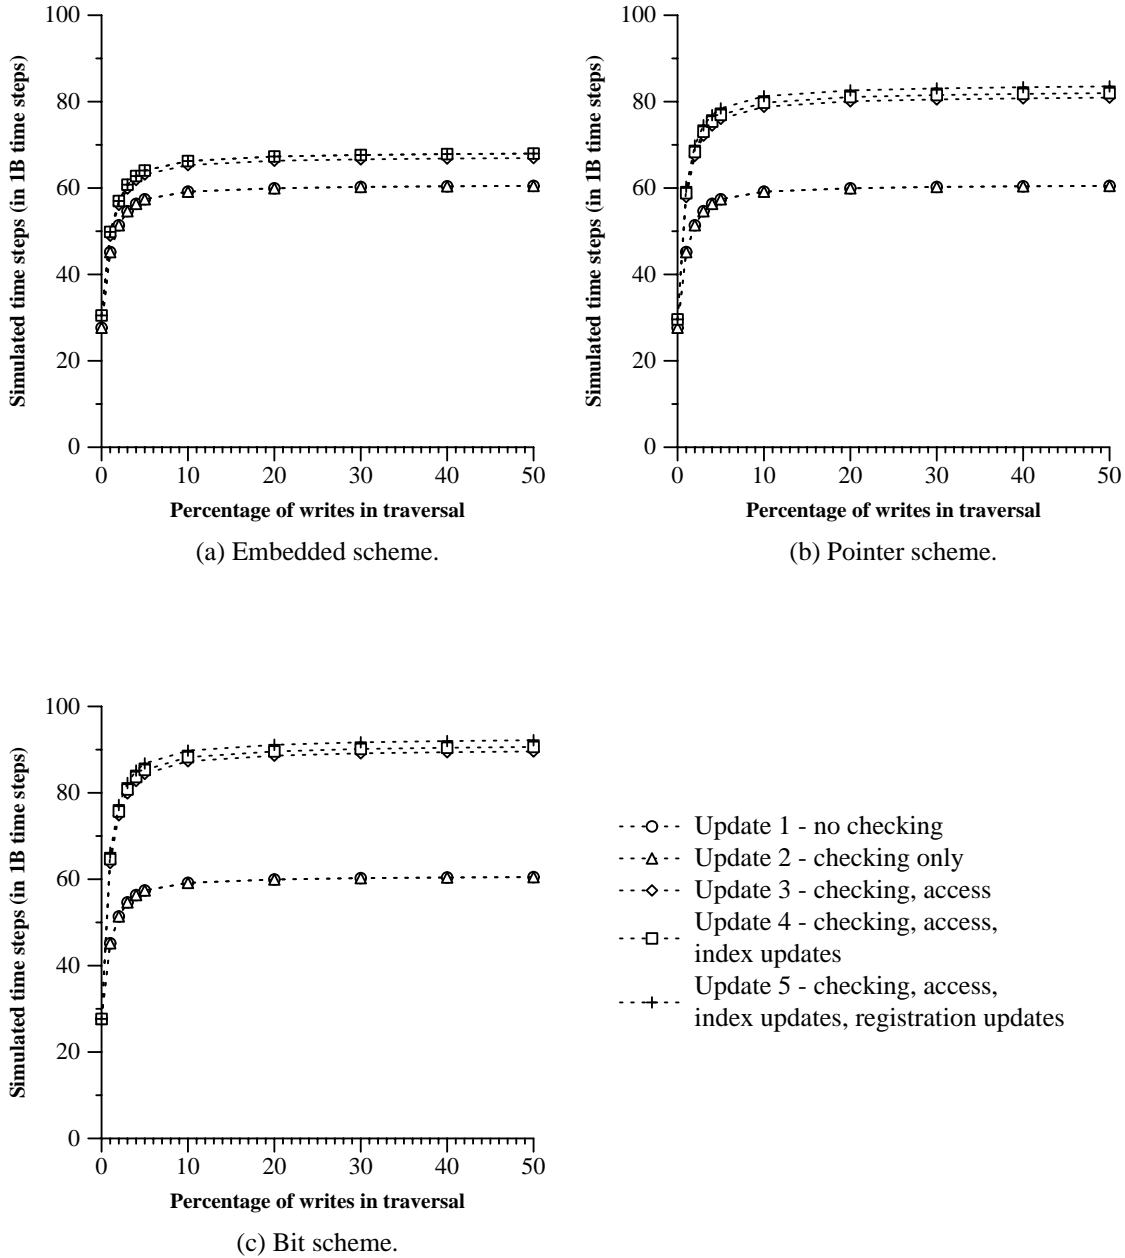 100
80
60
40
20
0
Simulated time steps (in 1B time steps)
0 10 20 30 40 50
Percentage of writes in traversal
(a) Embedded scheme.
100
80
60
40
20
0
Simulated time steps (in 1B time steps)
0 10 20 30 40 50
Percentage of writes in traversal
(b) Pointer scheme.
100
80
60
40
20
0
Simulated time steps (in 1B time steps)
0 10 20 30 40 50
Percentage of writes in traversal
(c) Bit scheme.
Update 1 - no checking
Update 2 - checking only
Update 3 - checking, access
Update 4 - checking, access,
index updates
Update 5 - checking, access,
index updates, registration updates